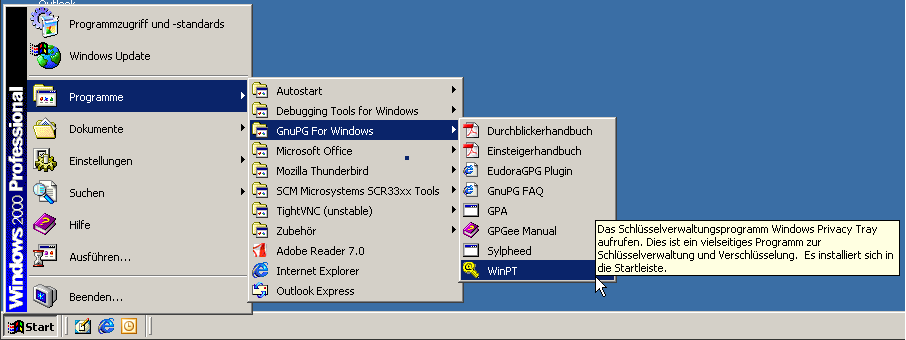 Outlook
Programmzugriff und -standards
Windows Update
Programme
Dokumente
Einstellungen
Suchen
Hilfe
Ausführen...
Beenden...
Windows 2000 Professional
Autostart
Debugging Tools for Windows
GnuPG For Windows
Microsoft Office
Mozilla Thunderbird
SCM Microsystems SCR33xx Tools
TightVNC (unstable)
Zubehör
Adobe Reader 7.0
Internet Explorer
Outlook Express
Durchblickerhandbuch
Einsteigerhandbuch
EudoraGPG Plugin
GnuPG FAQ
GPA
GPGee Manual
Sylpheed
WinPT
Das Schlüsselverwaltungsprogramm Windows Privacy Tray
aufrufen. Dies ist ein vielseitiges Programm zur
Schlüsselverwaltung und Verschlüsselung. Es installiert sich in
die Startleiste.
Start